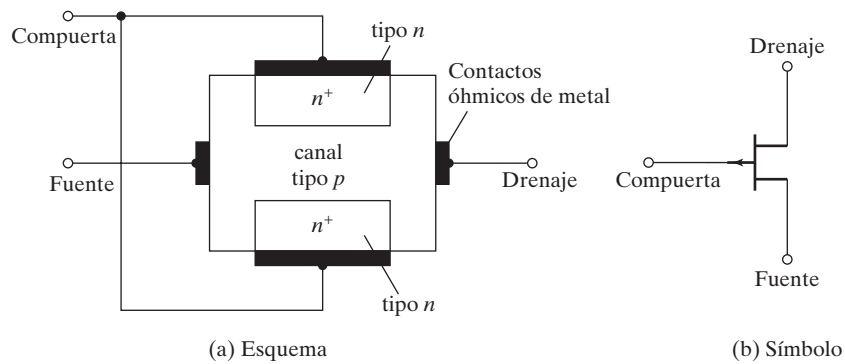 Compuerta
tipo n
n+
Contactos
óhmicos de metal
canal
tipo p
Fuente
Drenaje
n+
tipo n
(a) Esquema
Drenaje
Compuerta
Fuente
(b) Símbolo